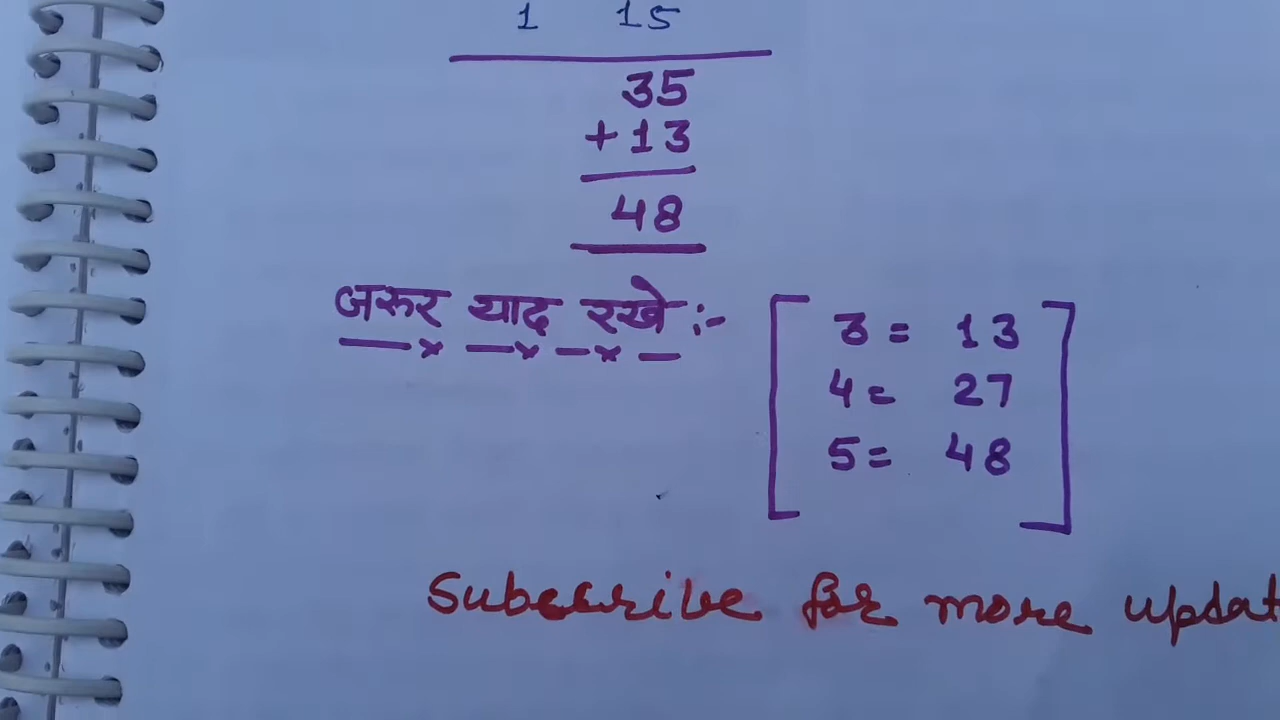 1 15
35
+13
48
जरुर याद रखे :-
3 = 13
4 = 27
5 = 48
Subscribe for more updat